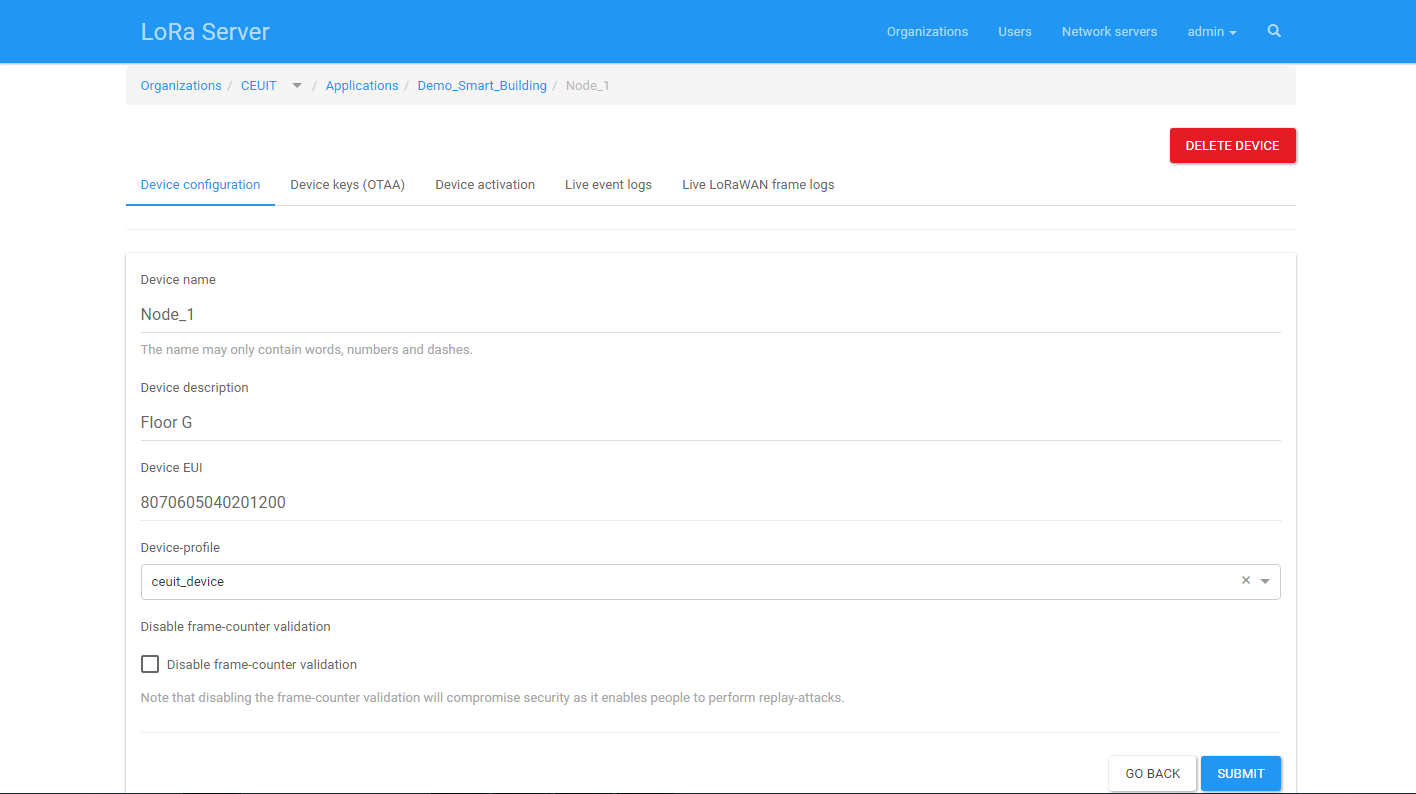 LoRa Server Organizations Users Network servers admin
Organizations / CEUIT / Applications / Demo_Smart_Building / Node_1
DELETE DEVICE
Device configuration Device keys (OTAA) Device activation Live event logs Live LoRaWAN frame logs
Device name
Node_1
The name may only contain words, numbers and dashes.
Device description
Floor G
Device EUI
8070605040201200
Device-profile
ceuit_device ×
Disable frame-counter validation
Disable frame-counter validation
Note that disabling the frame-counter validation will compromise security as it enables people to perform replay-attacks.
GO BACK SUBMIT